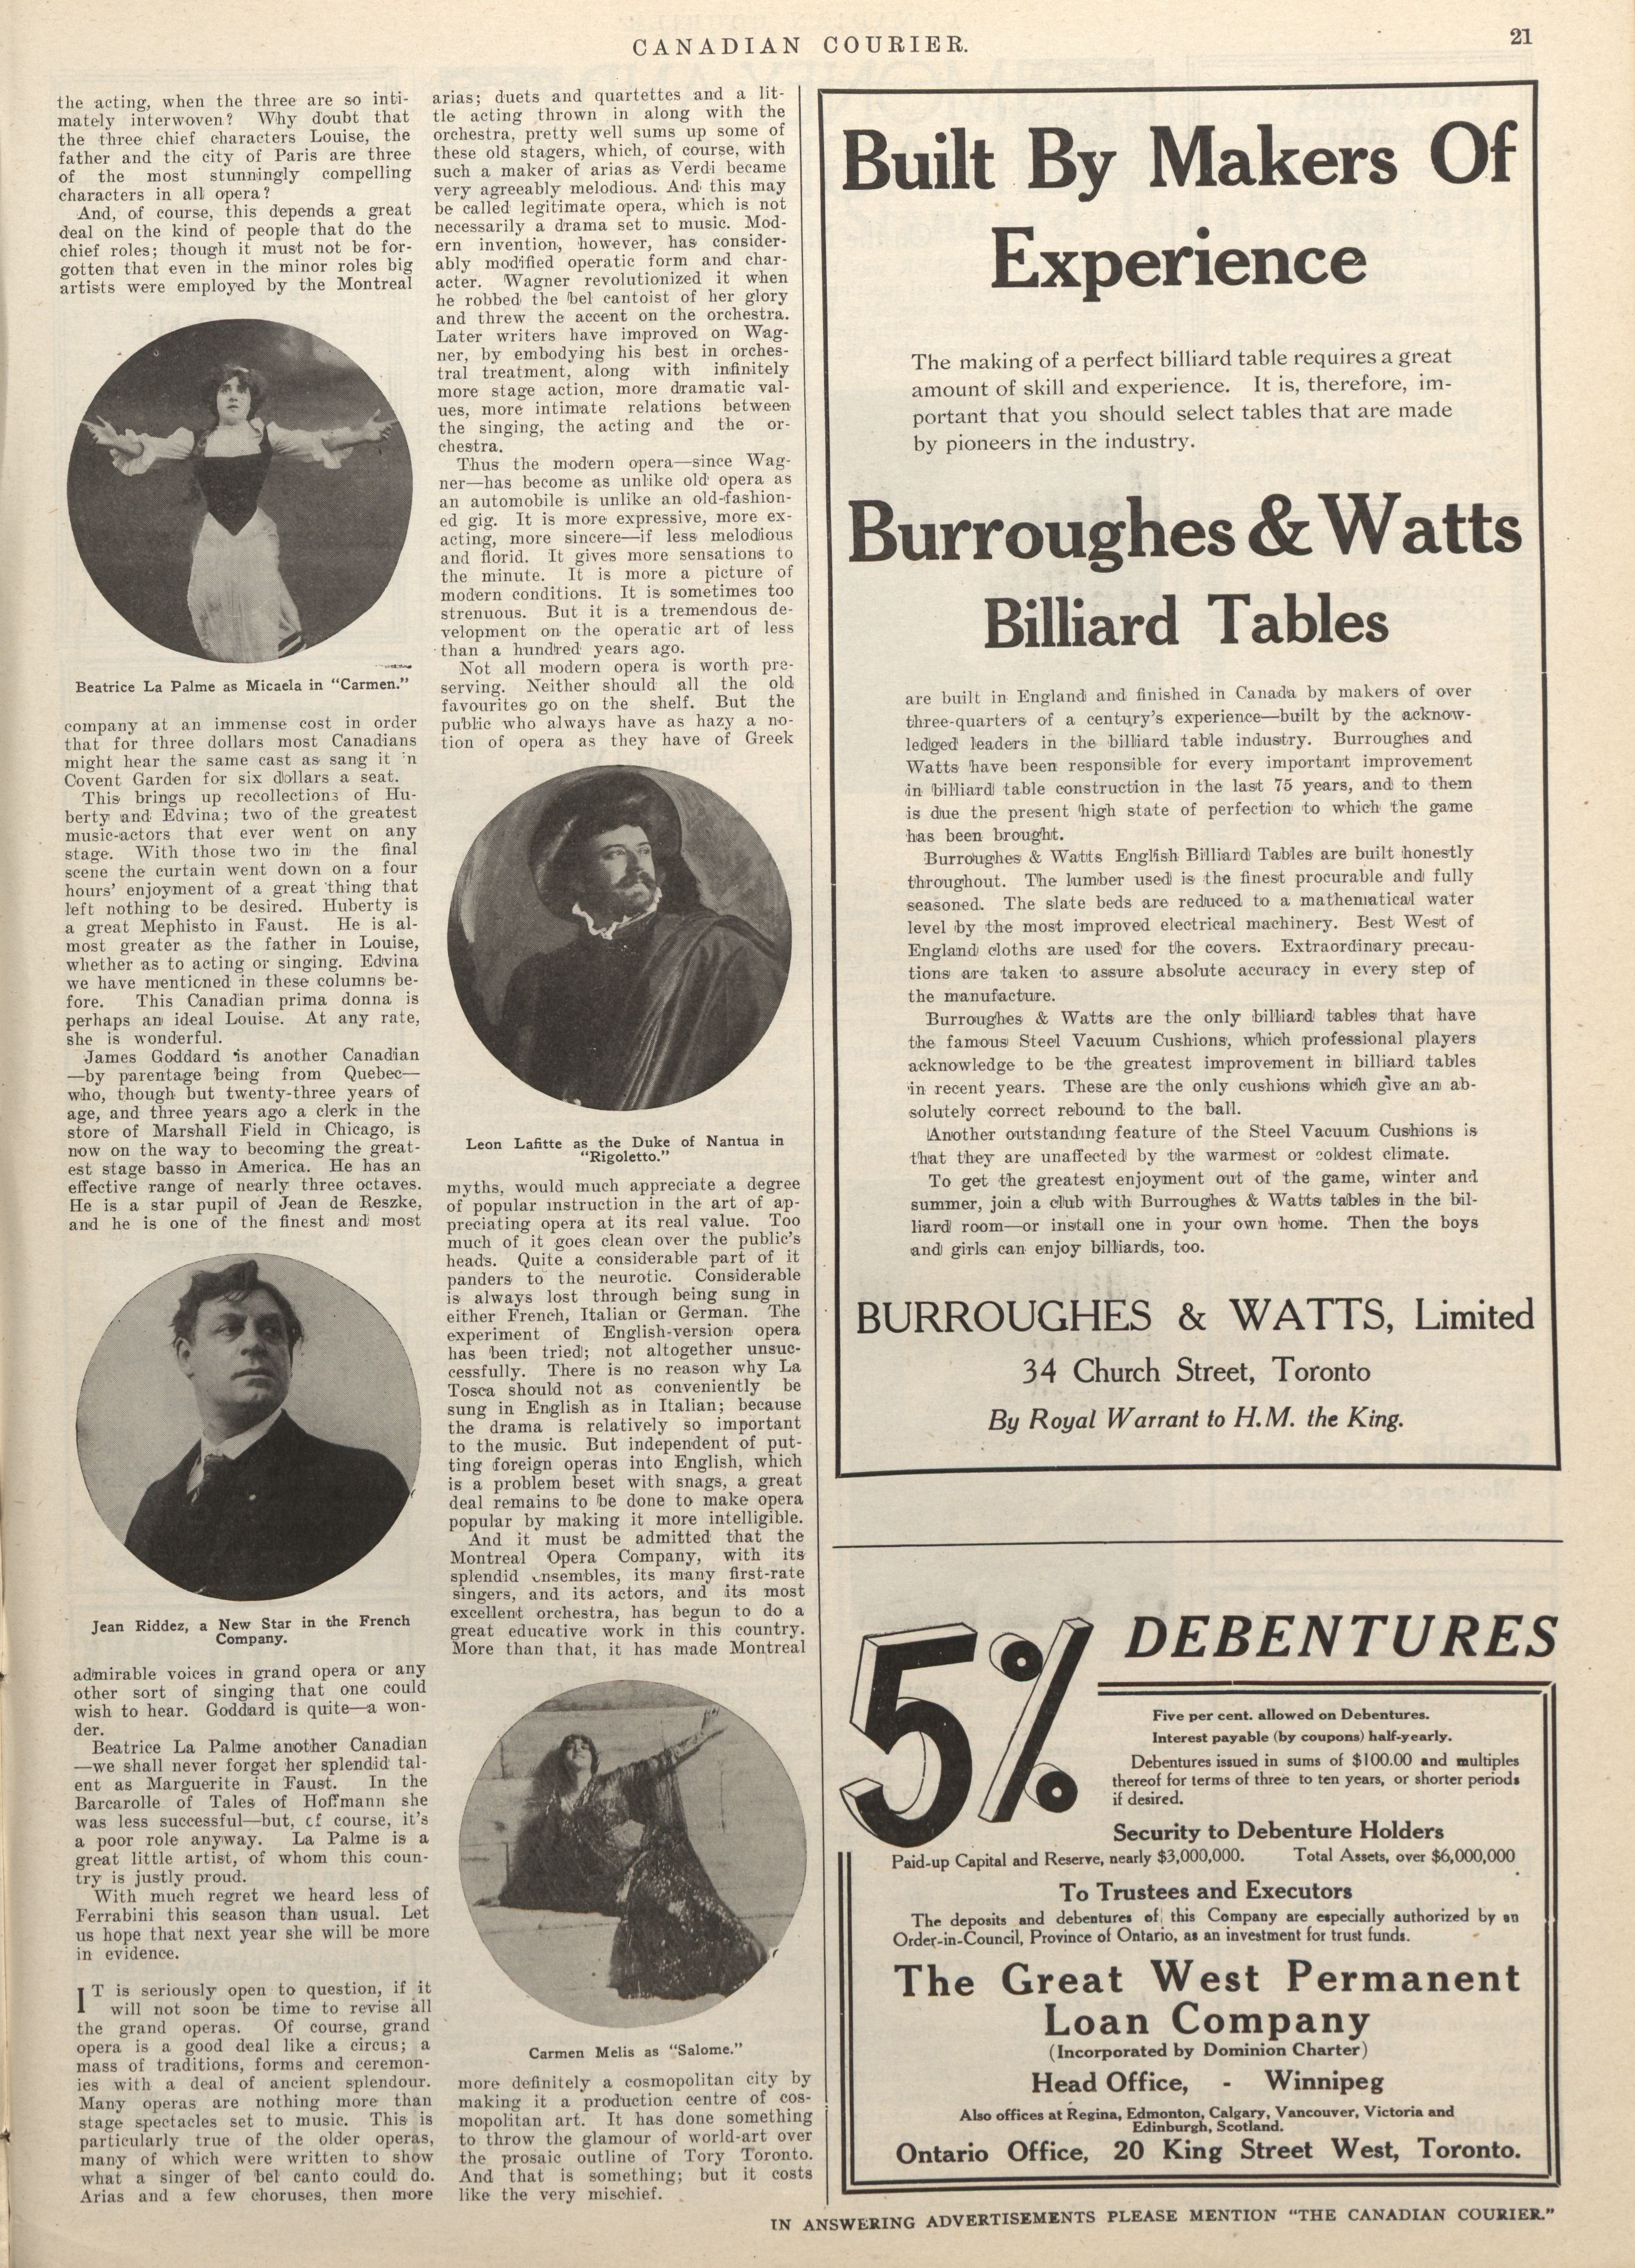 CANADIAN COURIER.
21
the acting, when the three are so inti-
mately interwoven? Why doubt that
the three chief characters Louise, the
father and the city of Paris are three
of the most stunningly compelling
characters in all opera?
And, of course, this depends a great
deal on the kind of people that do the
chief roles; though it must not be for-
gotten that even in the minor roles big
artists were employed by the Montreal
Beatrice La Palme as Micaela in "Carmen."
company at an immense cost in order
that for three dollars most Canadians
might hear the same cast as sang it 'n
Covent Garden for six dollars a seat.
This brings up recollections of Hu-
berty and Edvina; two of the greatest
music-actors that ever went on any
stage. With those two in the final
scene the curtain went down on a four
hours' enjoyment of a great thing that
left nothing to be desired. Huberty is
a great Mephisto in Faust. He is al-
most greater as the father in Louise,
whether as to acting or singing. Edvina
we have mentioned in these columns be-
fore. This Canadian prima donna is
perhaps an ideal Louise. At any rate,
she is wonderful.
James Goddard is another Canadian
—by parentage being from Quebec—
who, though but twenty-three years of
age, and three years ago a clerk in the
store of Marshall Field in Chicago, is
now on the way to becoming the great-
est stage basso in America. He has an
effective range of nearly three octaves.
He is a star pupil of Jean de Reszke,
and he is one of the finest and most
Jean Riddez, a New Star in the French
Company.
admirable voices in grand opera or any
other sort of singing that one could
wish to hear. Goddard is quite—a won-
der.
Beatrice La Palme another Canadian
—we shall never forget her splendid tal-
ent as Marguerite in Faust. In the
Barcarolle of Tales of Hoffmann she
was less successful—but, of course, it's
a poor role anyway. La Palme is a
great little artist, of whom this coun-
try is justly proud.
With much regret we heard less of
Ferrabini this season than usual. Let
us hope that next year she will be more
in evidence.
IT is seriously open to question, if it
will not soon be time to revise all
the grand operas. Of course, grand
opera is a good deal like a circus; a
mass of traditions, forms and ceremon-
ies with a deal of ancient splendour.
Many operas are nothing more than
stage spectacles set to music. This is
particularly true of the older operas,
many of which were written to show
what a singer of bel canto could do.
Arias and a few choruses, then more
arias; duets and quartettes and a lit-
tle acting thrown in along with the
orchestra, pretty well sums up some of
these old stagers, which, of course, with
such a maker of arias as Verdi became
very agreeably melodious. And this may
be called legitimate opera, which is not
necessarily a drama set to music. Mod-
ern invention, however, has consider-
ably modified operatic form and char-
acter. Wagner revolutionized it when
he robbed the bel cantoist of her glory
and threw the accent on the orchestra.
Later writers have improved on Wag-
ner, by embodying his best in orches-
tral treatment, along with infinitely
more stage action, more dramatic val-
ues, more intimate relations between
the singing, the acting and the or-
chestra.
Thus the modern opera—since Wag-
ner—has become as unlike old opera as
an automobile is unlike an old-fashion-
ed gig. It is more expressive, more ex-
acting, more sincere—if less melodious
and florid. It gives more sensations to
the minute. It is more a picture of
modern conditions. It is sometimes too
strenuous. But it is a tremendous de-
velopment on the operatic art of less
than a hundred years ago.
Not all modern opera is worth pre-
serving. Neither should all the old
favourites go on the shelf. But the
public who always have as hazy a no-
tion of opera as they have of Greek
Leon Lafitte as the Duke of Nantua in
"Rigoletto."
myths, would much appreciate a degree
of popular instruction in the art of ap-
preciating opera at its real value. Too
much of it goes clean over the public's
heads. Quite a considerable part of it
panders to the neurotic. Considerable
is always lost through being sung in
either French, Italian or German. The
experiment of English-version opera
has been tried; not altogether unsuc-
cessfully. There is no reason why La
Tosca should not as conveniently be
sung in English as in Italian; because
the drama is relatively so important
to the music. But independent of put-
ting foreign operas into English, which
is a problem beset with snags, a great
deal remains to be done to make opera
popular by making it more intelligible.
And it must be admitted that the
Montreal Opera Company, with its
splendid ensembles, its many first-rate
singers, and its actors, and its most
excellent orchestra, has begun to do a
great educative work in this country.
More than that, it has made Montreal
Carmen Melis as "Salome."
more definitely a cosmopolitan city by
making it a production centre of cos-
mopolitan art. It has done something
to throw the glamour of world-art over
the prosaic outline of Tory Toronto.
And that is something; but it costs
like the very mischief.
Built By Makers Of
Experience
The making of a perfect billiard table requires a great
amount of skill and experience. It is, therefore, im-
portant that you should select tables that are made
by pioneers in the industry.
Burroughes & Watts
Billiard Tables
are built in England and finished in Canada by makers of over
three-quarters of a century's experience—built by the acknow-
ledged leaders in the billiard table industry. Burroughes and
Watts have been responsible for every important improvement
in billiard table construction in the last 75 years, and to them
is due the present high state of perfection to which the game
has been brought.
Burroughes & Watts English Billiard Tables are built honestly
throughout. The lumber used is the finest procurable and fully
seasoned. The slate beds are reduced to a mathematical water
level by the most improved electrical machinery. Best West of
England cloths are used for the covers. Extraordinary precau-
tions are taken to assure absolute accuracy in every step of
the manufacture.
Burroughes & Watts are the only billiard tables that have
the famous Steel Vacuum Cushions, which professional players
acknowledge to be the greatest improvement in billiard tables
in recent years. These are the only cushions which give an ab-
solutely correct rebound to the ball.
Another outstanding feature of the Steel Vacuum Cushions is
that they are unaffected by the warmest or coldest climate.
To get the greatest enjoyment out of the game, winter and
summer, join a club with Burroughes & Watts tables in the bil-
liard room—or install one in your own home. Then the boys
and girls can enjoy billiards, too.
BURROUGHES & WATTS, Limited
34 Church Street, Toronto
By Royal Warrant to H.M. the King.
5% DEBENTURES
Five per cent. allowed on Debentures.
Interest payable (by coupons) half-yearly.
Debentures issued in sums of $100.00 and multiples
thereof for terms of three to ten years, or shorter periods
if desired.
Security to Debenture Holders
Paid-up Capital and Reserve, nearly $3,000,000. Total Assets, over $6,000,000
To Trustees and Executors
The deposits and debentures of this Company are especially authorized by an
Order-in-Council, Province of Ontario, as an investment for trust funds.
The Great West Permanent
Loan Company
(Incorporated by Dominion Charter)
Head Office, - Winnipeg
Also offices at Regina, Edmonton, Calgary, Vancouver, Victoria and
Edinburgh, Scotland.
Ontario Office, 20 King Street West, Toronto.
IN ANSWERING ADVERTISEMENTS PLEASE MENTION "THE CANADIAN COURIER."